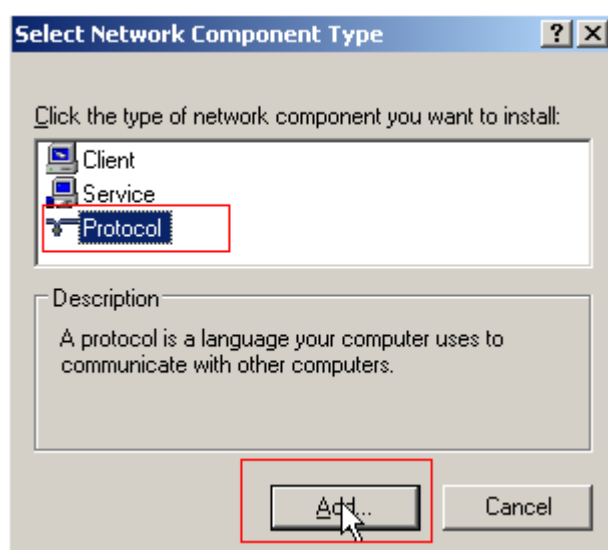 Select Network Component Type
Click the type of network component you want to install:
Client
Service
Protocol
Description
A protocol is a language your computer uses to
communicate with other computers.
Add...
Cancel